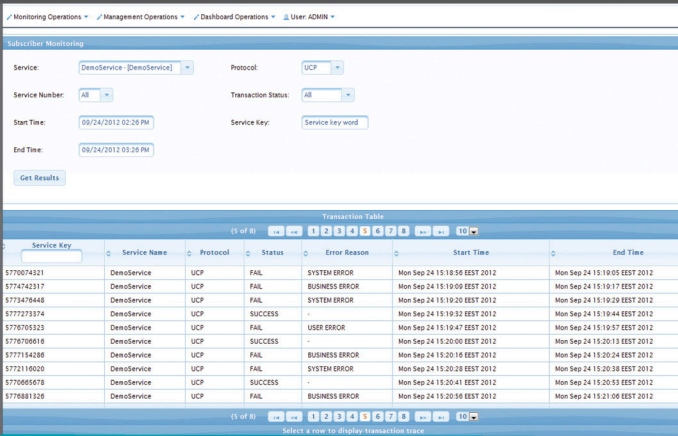 Monitoring Operations Management Operations Dashboard Operations User: ADMIN
Subscriber Monitoring
Service: DemoService - [DemoService] Protocol: UCP
Service Number: All Transaction Status: All
Start Time: 09/24/2012 02:26 PM Service Key: Service key word
End Time: 09/24/2012 03:26 PM
Get Results
Transaction Table
(5 of 8) 1 2 3 4 5 6 7 8 10
Service Key Service Name Protocol Status Error Reason Start Time End Time
5770074321 DemoService UCP FAIL SYSTEM ERROR Mon Sep 24 15:18:56 EEST 2012 Mon Sep 24 15:19:05 EEST 2012
5774742317 DemoService UCP FAIL BUSINESS ERROR Mon Sep 24 15:19:09 EEST 2012 Mon Sep 24 15:19:17 EEST 2012
5773476448 DemoService UCP FAIL SYSTEM ERROR Mon Sep 24 15:19:20 EEST 2012 Mon Sep 24 15:19:29 EEST 2012
5777273374 DemoService UCP SUCCESS - Mon Sep 24 15:19:32 EEST 2012 Mon Sep 24 15:19:44 EEST 2012
5776705323 DemoService UCP FAIL USER ERROR Mon Sep 24 15:19:47 EEST 2012 Mon Sep 24 15:19:57 EEST 2012
5776706616 DemoService UCP SUCCESS - Mon Sep 24 15:20:00 EEST 2012 Mon Sep 24 15:20:13 EEST 2012
5777154286 DemoService UCP FAIL BUSINESS ERROR Mon Sep 24 15:20:16 EEST 2012 Mon Sep 24 15:20:24 EEST 2012
5772116020 DemoService UCP FAIL SYSTEM ERROR Mon Sep 24 15:20:28 EEST 2012 Mon Sep 24 15:20:38 EEST 2012
5770665678 DemoService UCP SUCCESS - Mon Sep 24 15:20:41 EEST 2012 Mon Sep 24 15:20:53 EEST 2012
5776881326 DemoService UCP FAIL BUSINESS ERROR Mon Sep 24 15:20:56 EEST 2012 Mon Sep 24 15:21:06 EEST 2012
(5 of 8) 1 2 3 4 5 6 7 8 10
Select a row to display transaction trace